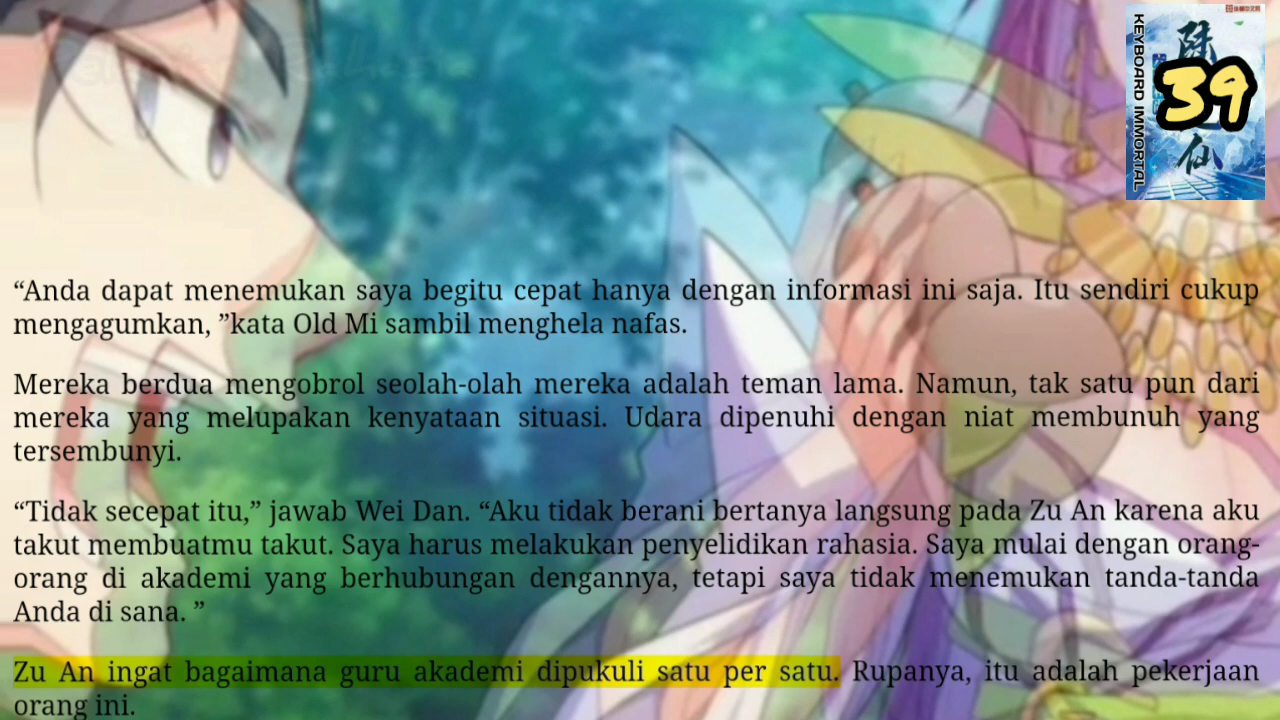 KEYBOARD IMMORTAL
39
仙
“Anda dapat menemukan saya begitu cepat hanya dengan informasi ini saja. Itu sendiri cukup
mengagumkan, ”kata Old Mi sambil menghela nafas.
Mereka berdua mengobrol seolah-olah mereka adalah teman lama. Namun, tak satu pun dari
mereka yang melupakan kenyataan situasi. Udara dipenuhi dengan niat membunuh yang
tersembunyi.
“Tidak secepat itu,” jawab Wei Dan. “Aku tidak berani bertanya langsung pada Zu An karena aku
takut membuatmu takut. Saya harus melakukan penyelidikan rahasia. Saya mulai dengan orang-
orang di akademi yang berhubungan dengannya, tetapi saya tidak menemukan tanda-tanda
Anda di sana. ”
Zu An ingat bagaimana guru akademi dipukuli satu per satu. Rupanya, itu adalah pekerjaan
orang ini.